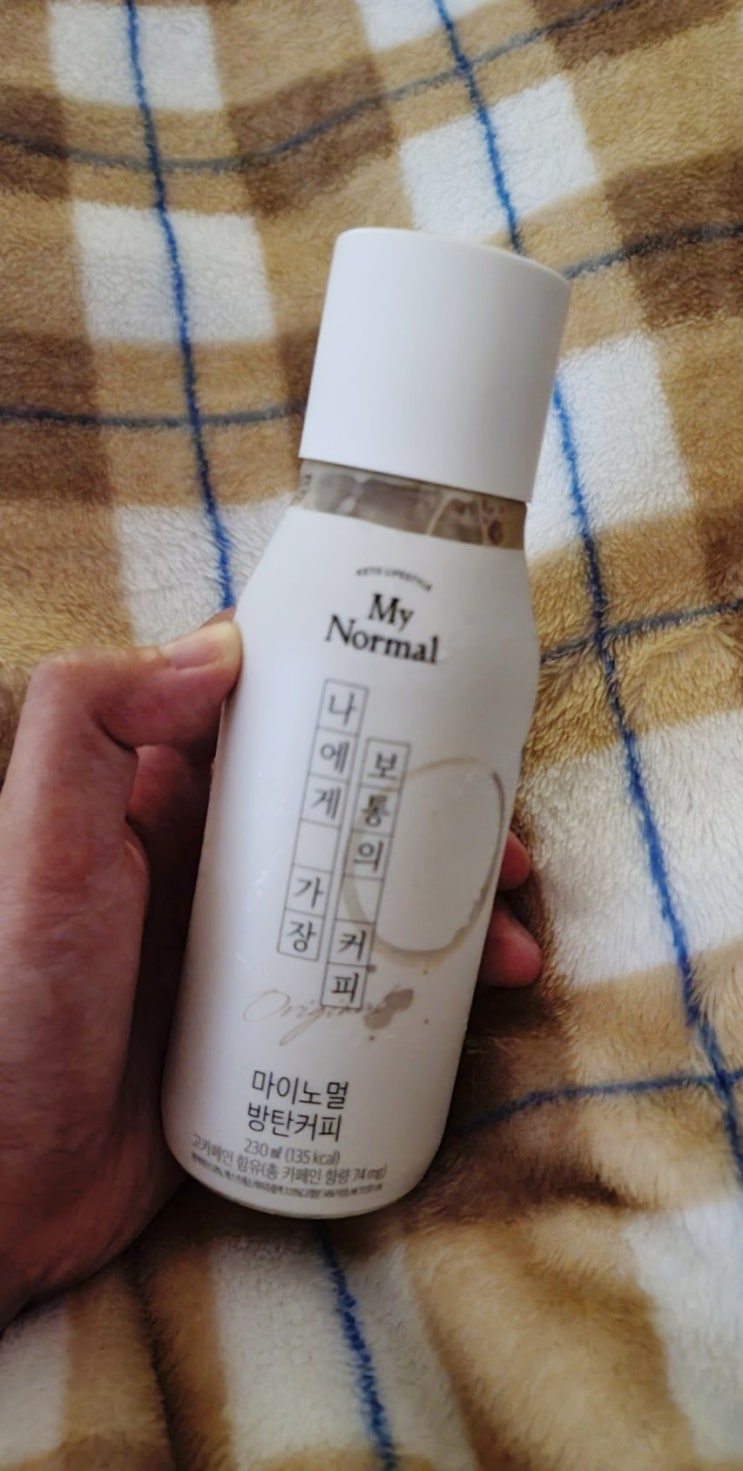 KETO LIFESTYLE
My
Normal
나에게 가장
보통의 커피
Original
마이노멀
방탄커피
230㎖ (135 kcal)
고카페인 함유(총 카페인 함량 74 mg)